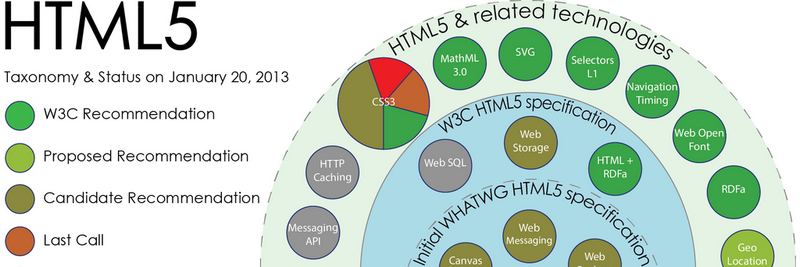 HTML5
Taxonomy & Status on January 20, 2013
W3C Recommendation
Proposed Recommendation
Candidate Recommendation
Last Call
HTML5 & related technologies
CSS3
MathML
3.0
SVG
Selectors
L1
Navigation
Timing
Web Open
Font
RDFa
Geo
Location
HTTP
Caching
Messaging
API
W3C HTML5 specification
Web SQL
Web
Storage
HTML +
RDFa
Initial WHATWG HTML5 specification
Web
Messaging
Canvas
Web